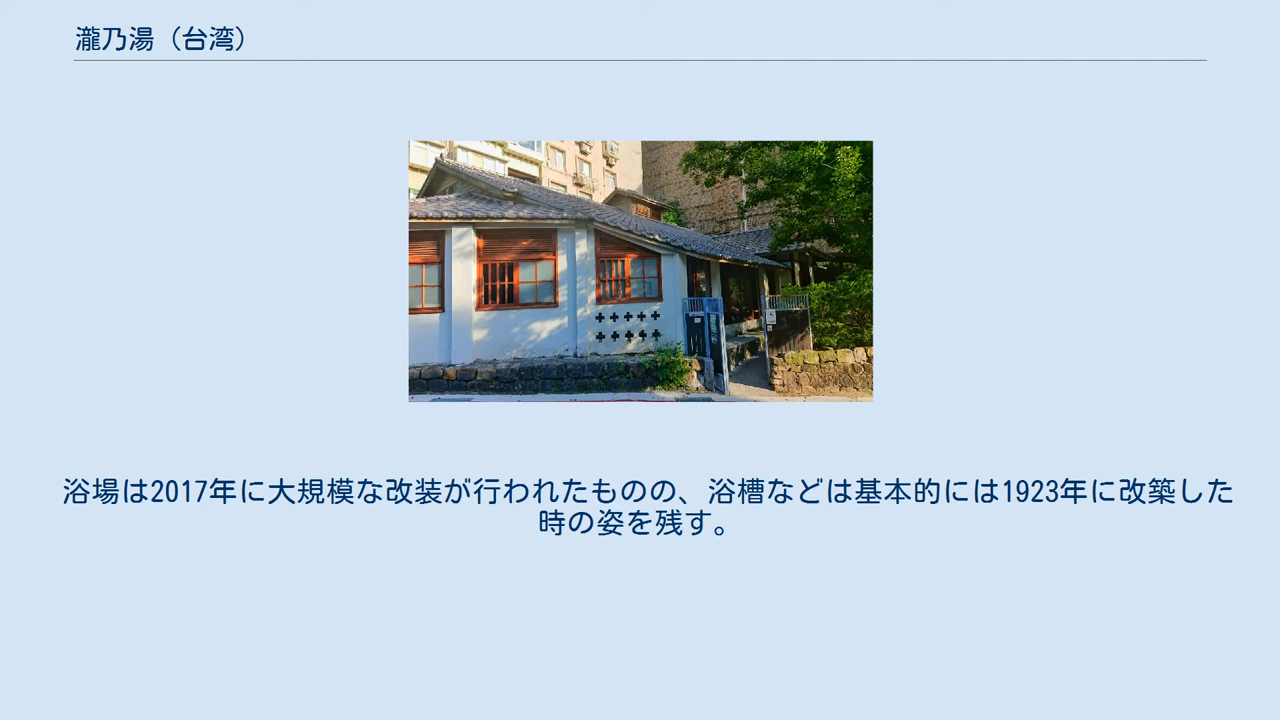 瀧乃湯（台湾）
浴場は2017年に大規模な改装が行われたものの、浴槽などは基本的には1923年に改築した
時の姿を残す。